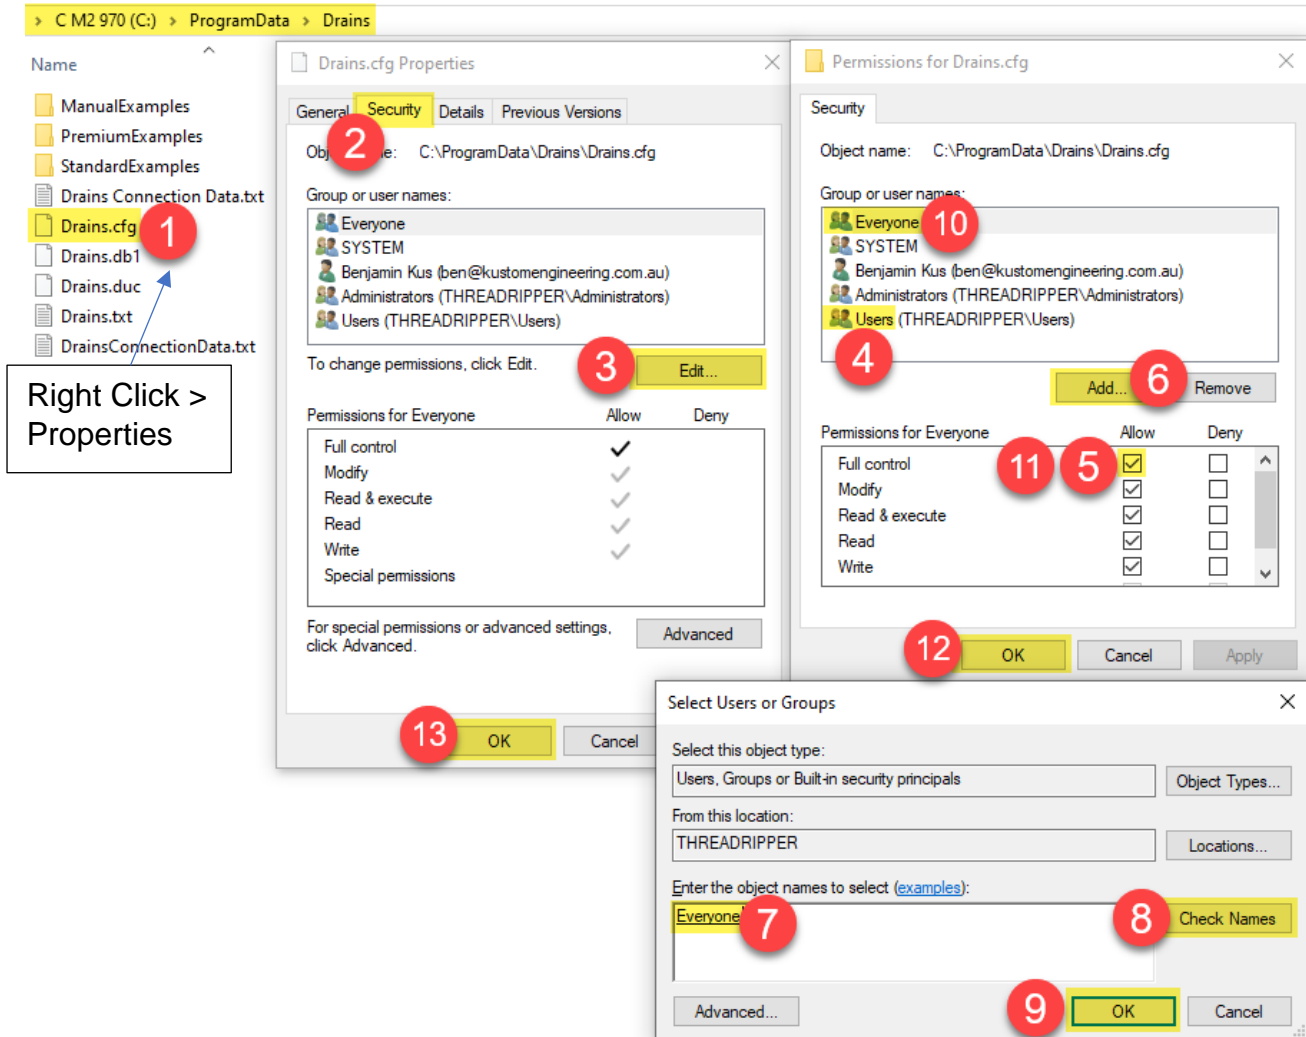 > C M2 970 (C:) > ProgramData > Drains
Name
ManualExamples
PremiumExamples
StandardExamples
Drains Connection Data.txt
Drains.cfg
1
Drains.db1
Drains.duc
Drains.txt
DrainsConnectionData.txt
Right Click >
Properties
Drains.cfg Properties
General Security Details Previous Versions
2
C:\ProgramData\Drains\Drains.cfg
Group or user names:
Everyone
SYSTEM
Benjamin Kus (ben@kustomengineering.com.au)
Administrators (THREADRIPPER\Administrators)
Users (THREADRIPPER\Users)
To change permissions, click Edit.
3
Edit...
Permissions for Everyone Allow Deny
Full control
Modify
Read & execute
Read
Write
Special permissions
For special permissions or advanced settings,
click Advanced.
Advanced
13
OK
Cancel
Permissions for Drains.cfg
Security
Object name: C:\ProgramData\Drains\Drains.cfg
Group or user names:
Everyone
10
SYSTEM
Benjamin Kus (ben@kustomengineering.com.au)
Administrators (THREADRIPPER\Administrators)
Users (THREADRIPPER\Users)
4
Add...
6
Remove
Permissions for Everyone Allow Deny
Full control
11
5
Modify
Read & execute
Read
Write
12
OK
Cancel
Apply
Select Users or Groups
Select this object type:
Users, Groups or Built-in security principals
Object Types...
From this location:
THREADRIPPER
Locations...
Enter the object names to select (examples):
Everyone
7
8
Check Names
Advanced...
9
OK
Cancel